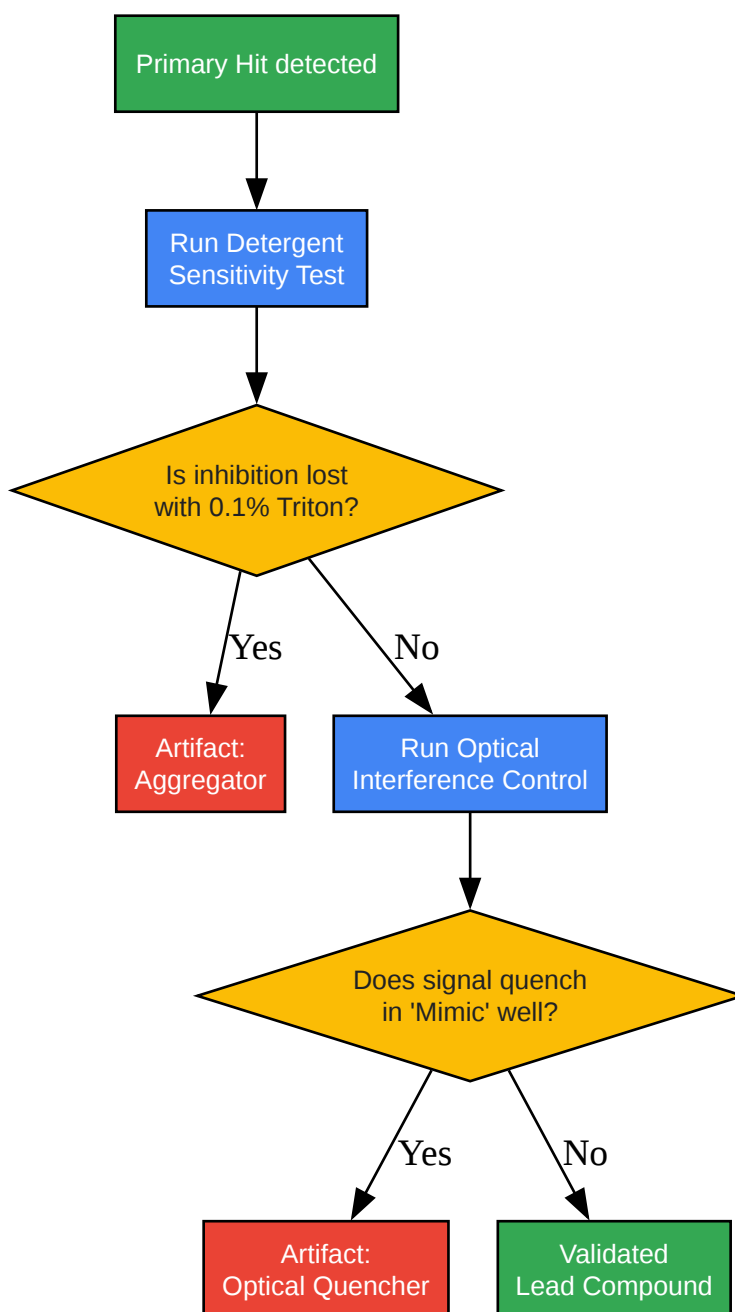 Primary Hit detected
Run Detergent
Sensitivity Test
Is inhibition lost
with 0.1% Triton?
Yes
No
Artifact:
Aggregator
Run Optical
Interference Control
Does signal quench
in 'Mimic' well?
Yes
No
Artifact:
Optical Quencher
Validated
Lead Compound